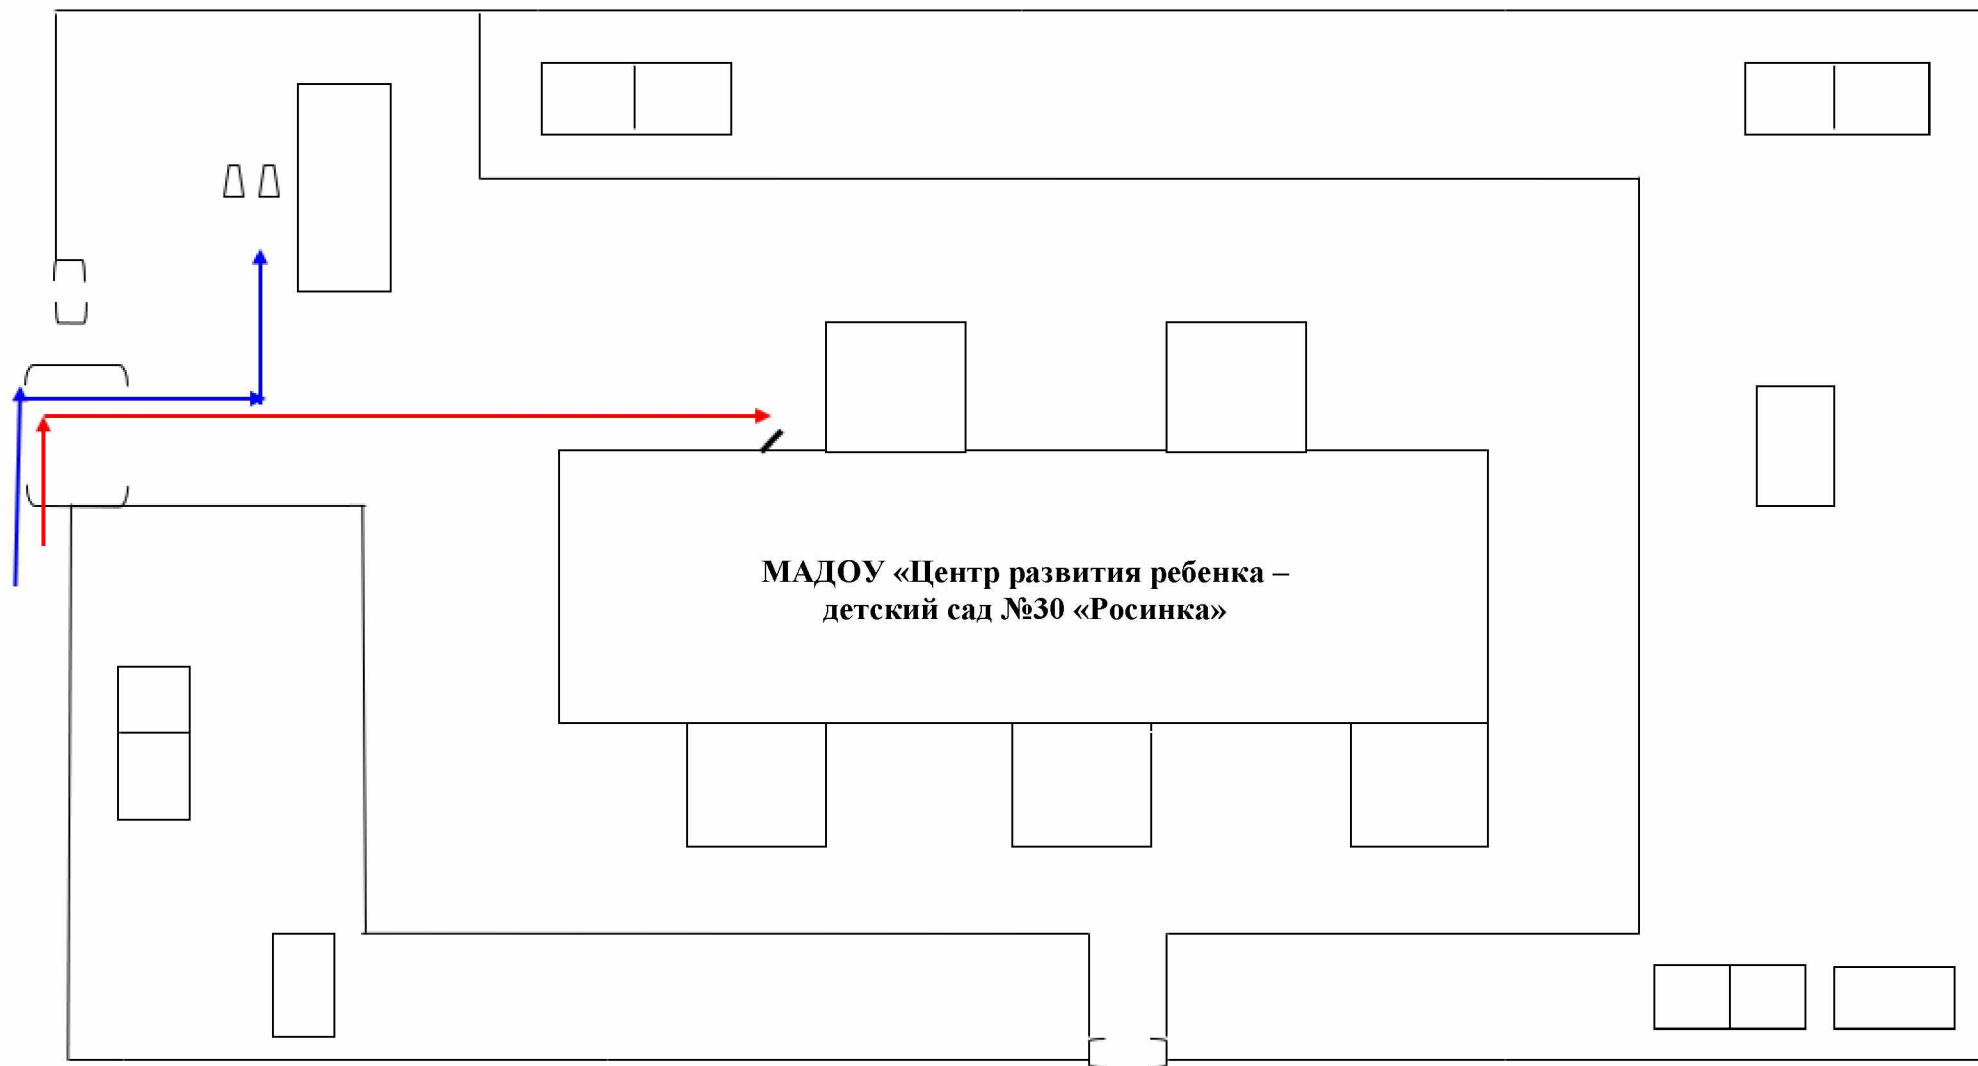 МАДОУ «Центр развития ребенка –
детский сад №30 «Росинка»